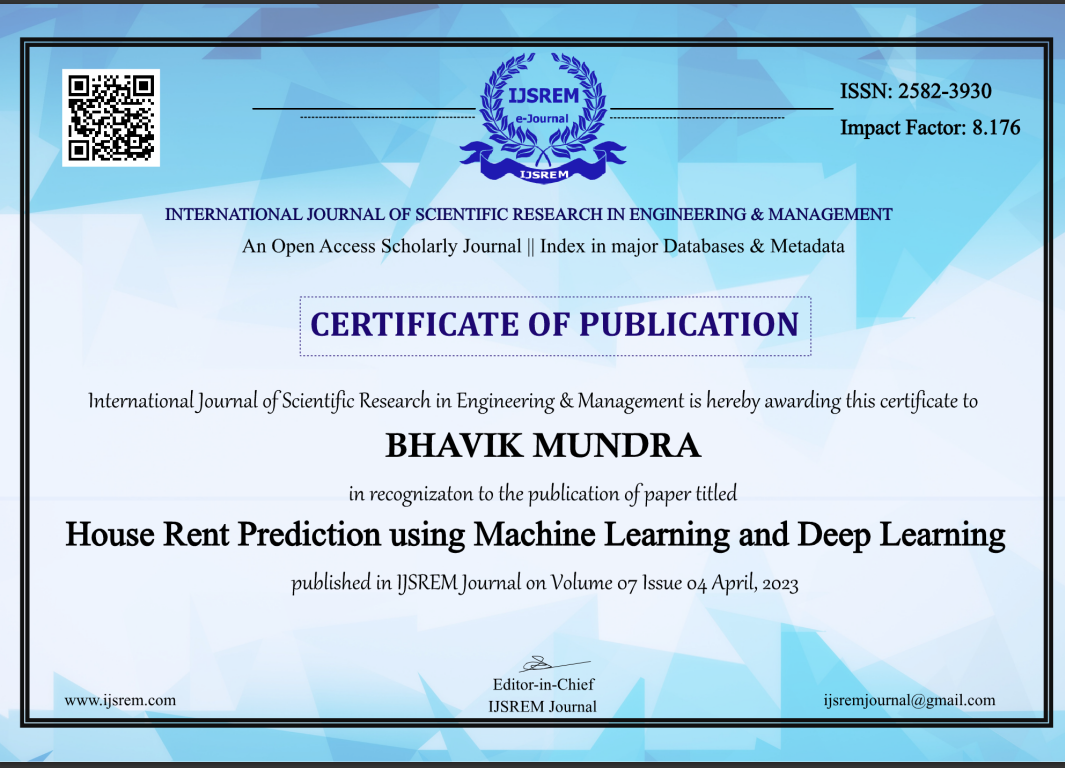 IJSREM
e-Journal
IJSREM
ISSN: 2582-3930
Impact Factor: 8.176
INTERNATIONAL JOURNAL OF SCIENTIFIC RESEARCH IN ENGINEERING & MANAGEMENT
An Open Access Scholarly Journal || Index in major Databases & Metadata
CERTIFICATE OF PUBLICATION
International Journal of Scientific Research in Engineering & Management is hereby awarding this certificate to
BHAVIK MUNDRA
in recognizaton to the publication of paper titled
House Rent Prediction using Machine Learning and Deep Learning
published in IJSREM Journal on Volume 07 Issue 04 April, 2023
Editor-in-Chief
IJSREM Journal
www.ijsrem.com
ijsremjournal@gmail.com